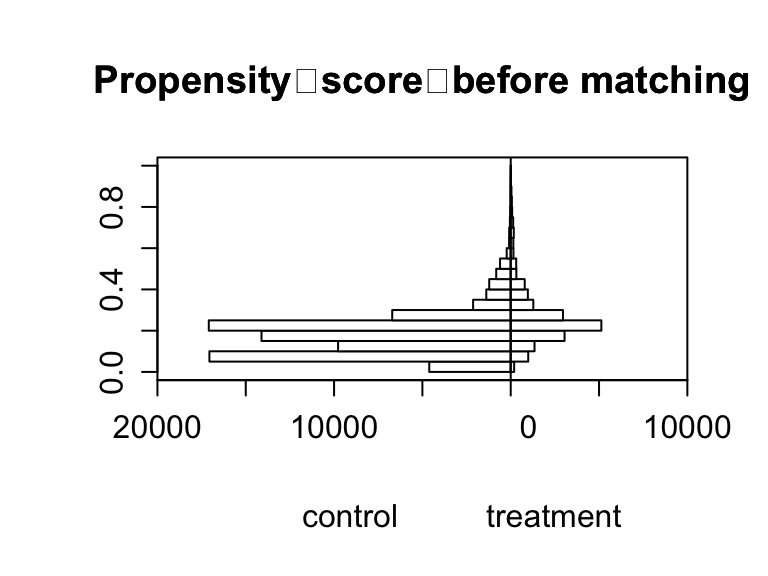 Propensity□score□before matching
0.8
0.4
0.0
20000 10000 0 10000
control treatment